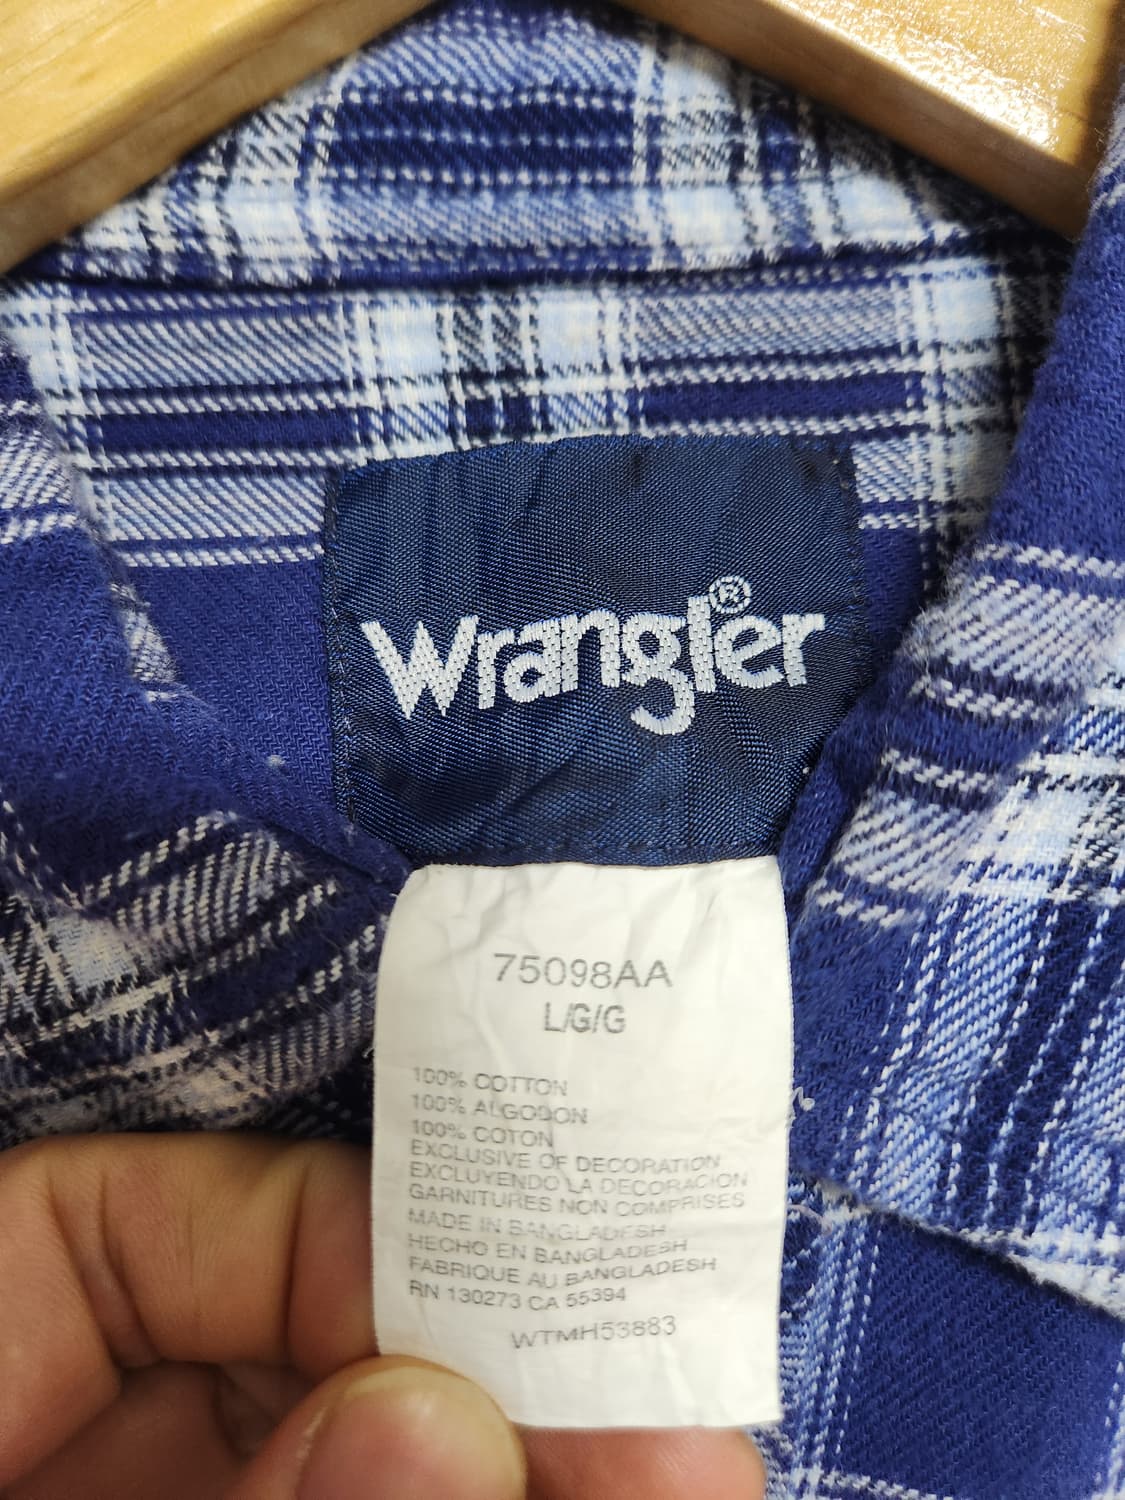 Wrangler®
75098AA
L/G/G
100% COTTON
100% ALGODON
100% COTON
EXCLUSIVE OF DECORATION
EXCLUYENDO LA DECORACION
GARNITURES NON COMPRISES
MADE IN BANGLADESH
HECHO EN BANGLADESH
FABRIQUE AU BANGLADESH
RN 130273 CA 55394
WTMH53883